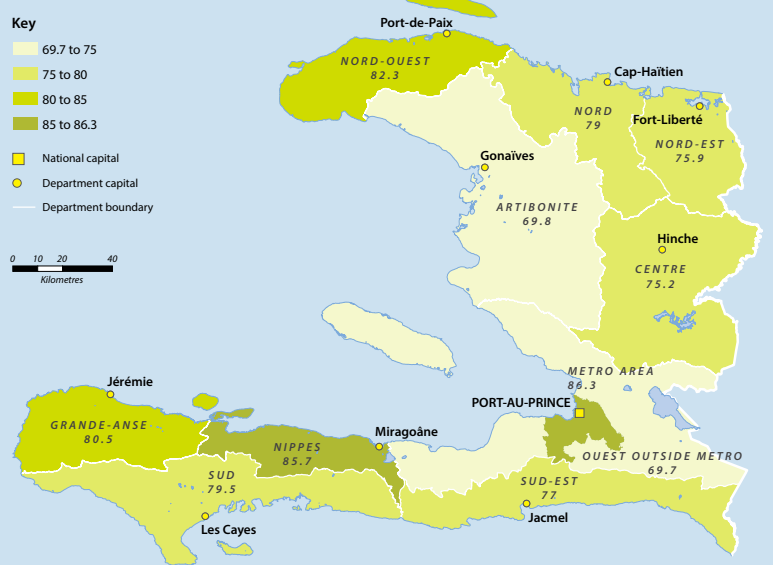 Key
69.7 to 75
75 to 80
80 to 85
85 to 86.3
National capital
Department capital
Department boundary
0 10 20 40
Kilometres
Port-de-Paix
NORD-OUEST
82.3
Cap-Haïtien
NORD
79
Fort-Liberté
NORD-EST
75.9
Gonaïves
ARTIBONITE
69.8
Hinche
CENTRE
75.2
METRO AREA
86.3
PORT-AU-PRINCE
Jérémie
GRANDE-ANSE
80.5
Miragoâne
NIPPES
85.7
OUEST OUTSIDE METRO
69.7
SUD
79.5
SUD-EST
77
Les Cayes
Jacmel